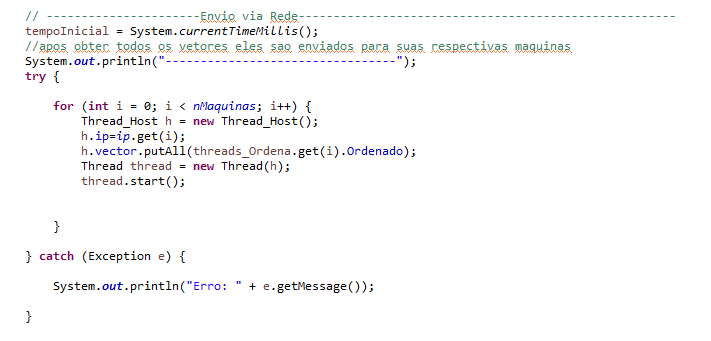 // ----------------------Envio via Rede------------------------------------------------------
tempoInicial = System.currentTimeMillis();
//apos obter todos os vetores eles sao enviados para suas respectivas maquinas
System.out.println("---------------------------------");
try {
for (int i = 0; i < nMaquinas; i++) {
Thread_Host h = new Thread_Host();
h.ip=ip.get(i);
h.vector.putAll(threads_Ordena.get(i).Ordenado);
Thread thread = new Thread(h);
thread.start();
}
} catch (Exception e) {
System.out.println("Erro: " + e.getMessage());
}